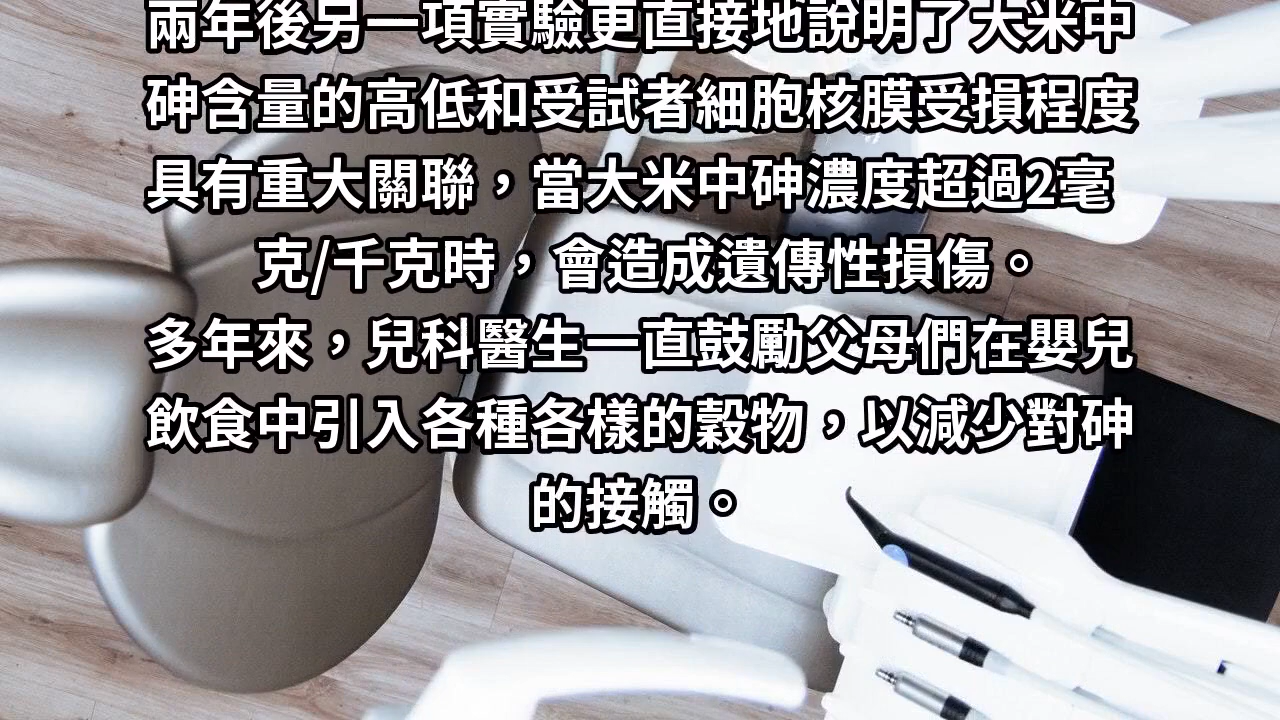 兩年後另一項實驗更直接地說明了大米中
砷含量的高低和受試者細胞核膜受損程度
具有重大關聯，當大米中砷濃度超過2毫
克/千克時，會造成遺傳性損傷。
多年來，兒科醫生一直鼓勵父母們在嬰兒
飲食中引入各種各樣的穀物，以減少對砷
的接觸。